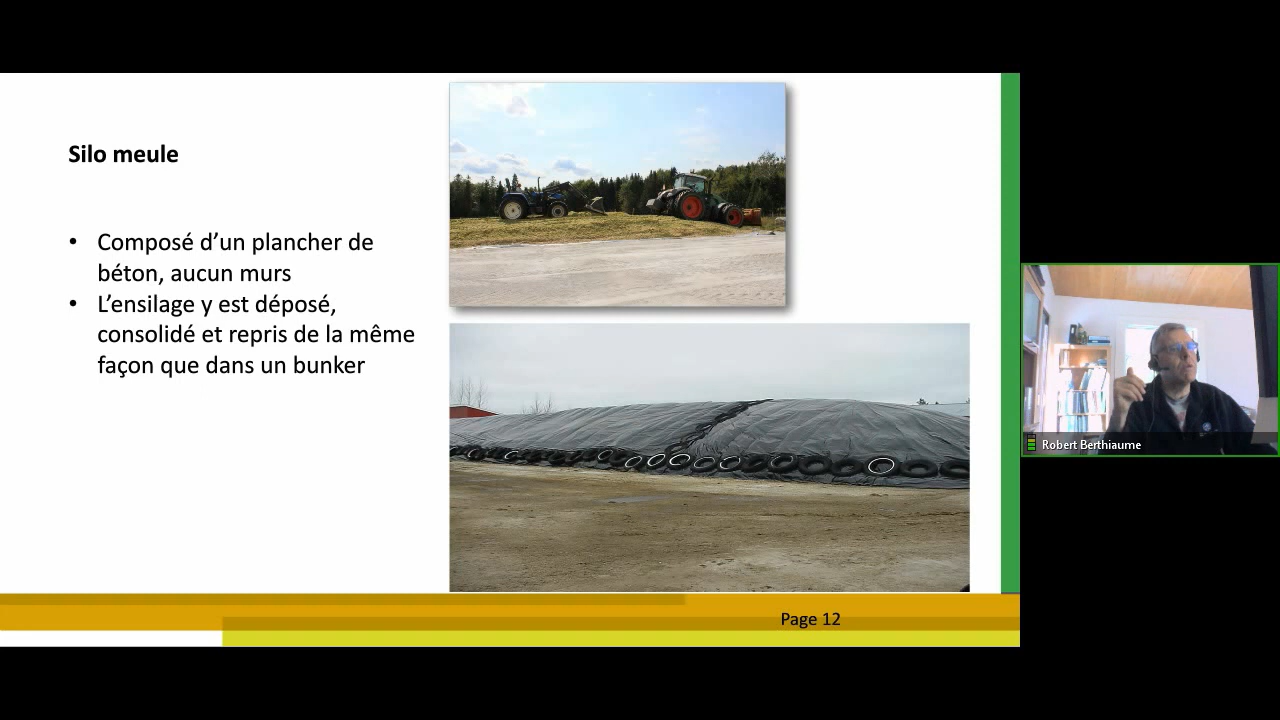 Silo meule
• Composé d’un plancher de
béton, aucun murs
• L’ensilage y est déposé,
consolidé et repris de la même
façon que dans un bunker
Page 12
Robert Berthiaume